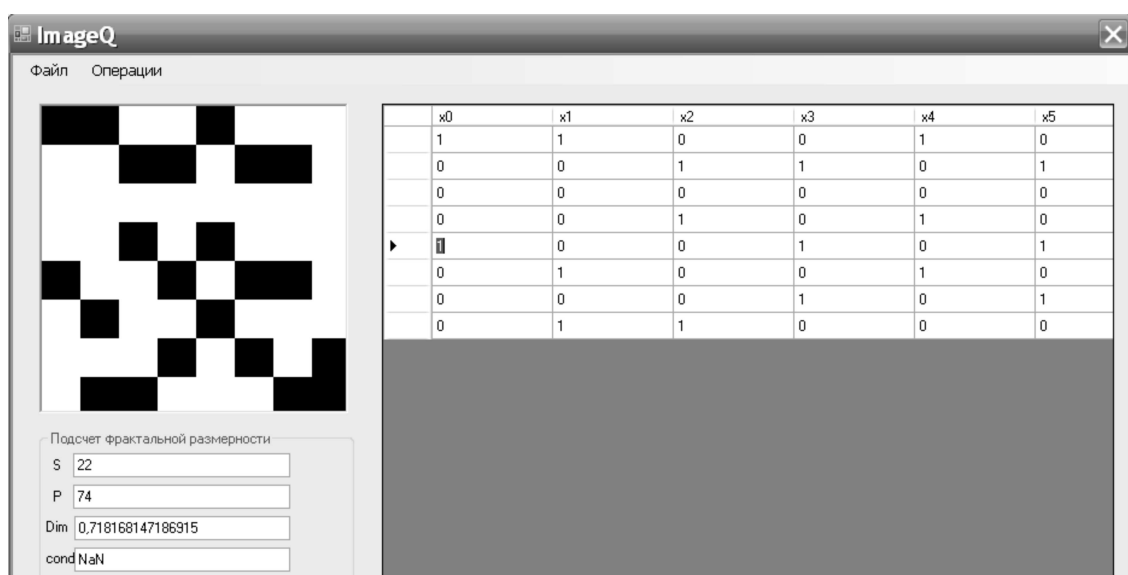 ImageQ
Файл Операции
x0 x1 x2 x3 x4 x5
1 1 0 0 1 0
0 0 1 1 0 1
0 0 0 0 0 0
0 0 1 0 1 0
1 0 0 1 0 1
0 1 0 0 1 0
0 0 0 1 0 1
0 1 1 0 0 0
Подсчет фрактальной размерности
S 22
P 74
Dim 0,718168147186915
cond NaN